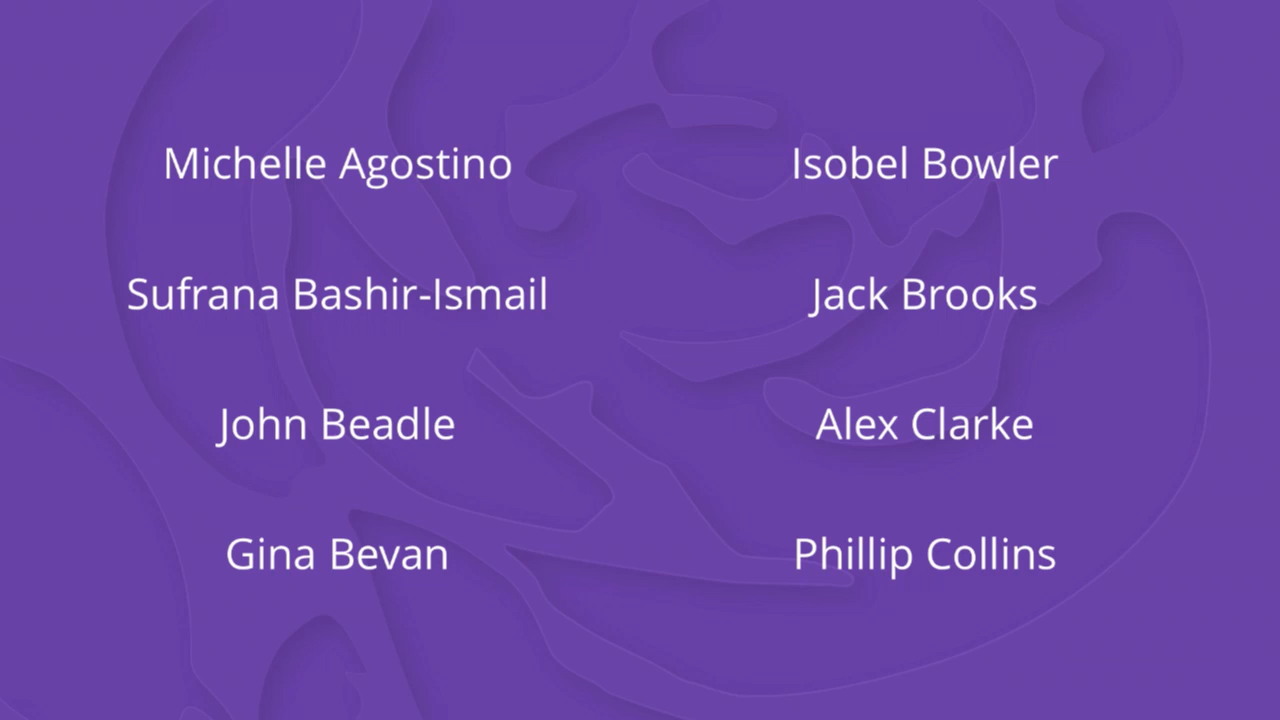 Michelle Agostino
Sufrana Bashir-Ismail
John Beadle
Gina Bevan
Isobel Bowler
Jack Brooks
Alex Clarke
Phillip Collins